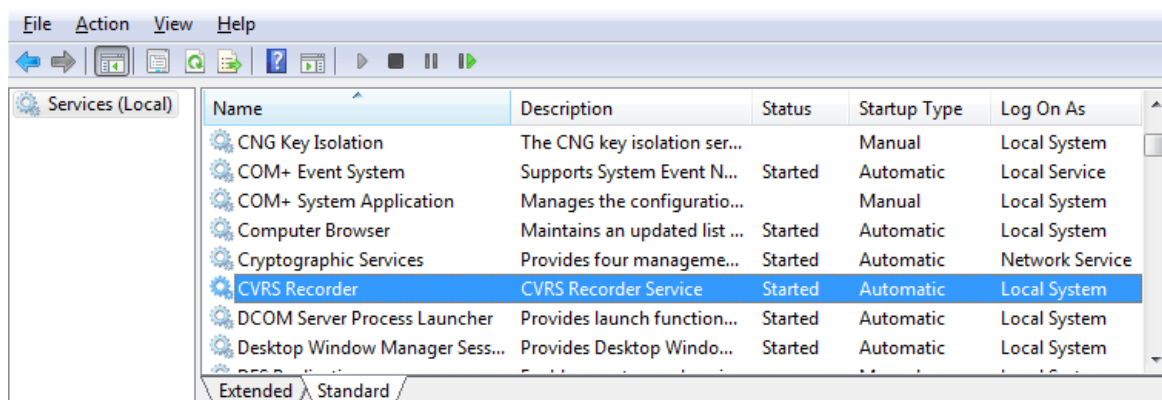 File Action View Help
Services (Local)
Name Description Status Startup Type Log On As
CNG Key Isolation The CNG key isolation ser... Manual Local System
COM+ Event System Supports System Event N... Started Automatic Local Service
COM+ System Application Manages the configuratio... Manual Local System
Computer Browser Maintains an updated list ... Started Automatic Local System
Cryptographic Services Provides four manageme... Started Automatic Network Service
CVRS Recorder CVRS Recorder Service Started Automatic Local System
DCOM Server Process Launcher Provides launch function... Started Automatic Local System
Desktop Window Manager Sess... Provides Desktop Windo... Started Automatic Local System
Extended Standard